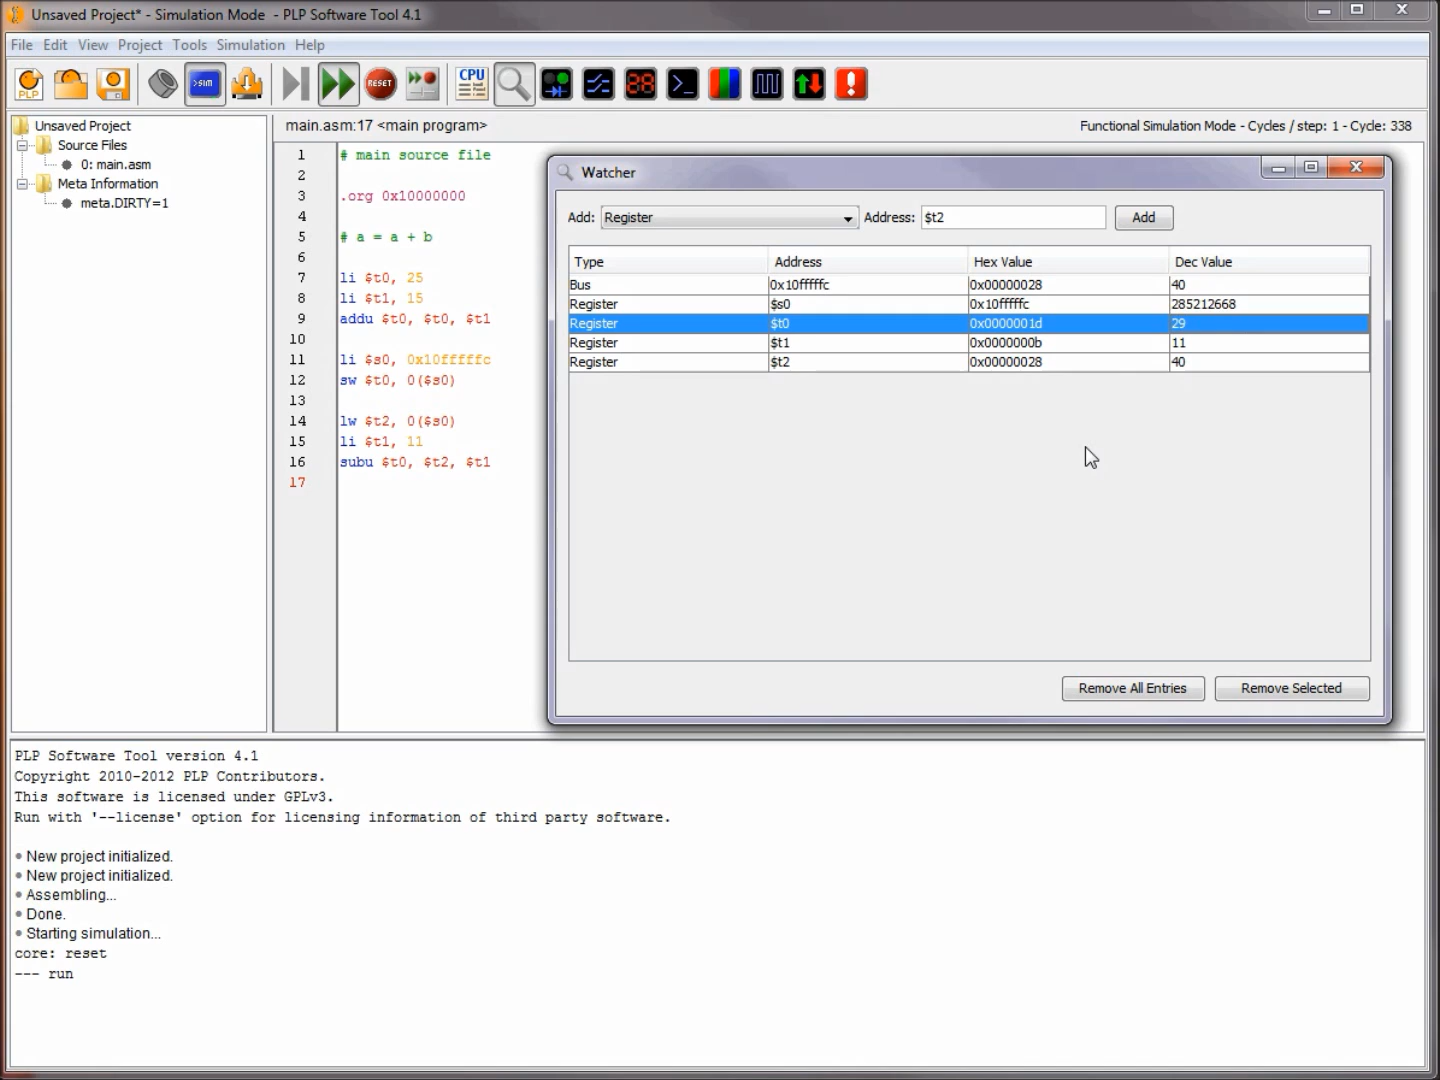 Unsaved Project* - Simulation Mode - PLP Software Tool 4.1
File Edit View Project Tools Simulation Help
PLP >SIM RESET CPU 28 >_
Unsaved Project
Source Files
0: main.asm
Meta Information
meta.DIRTY=1
main.asm:17 <main program>
Functional Simulation Mode - Cycles / step: 1 - Cycle: 338
1 # main source file
2
3 .org 0x10000000
4
5 # a = a + b
6
7 li $t0, 25
8 li $t1, 15
9 addu $t0, $t0, $t1
10
11 li $s0, 0x10fffffc
12 sw $t0, 0($s0)
13
14 lw $t2, 0($s0)
15 li $t1, 11
16 subu $t0, $t2, $t1
17
Watcher
Add: Register Address: $t2 Add
Type Address Hex Value Dec Value
Bus 0x10fffffc 0x00000028 40
Register $s0 0x10fffffc 285212668
Register $t0 0x0000001d 29
Register $t1 0x0000000b 11
Register $t2 0x00000028 40
Remove All Entries Remove Selected
PLP Software Tool version 4.1
Copyright 2010-2012 PLP Contributors.
This software is licensed under GPLv3.
Run with '--license' option for licensing information of third party software.
New project initialized.
New project initialized.
Assembling...
Done.
Starting simulation...
core: reset
--- run